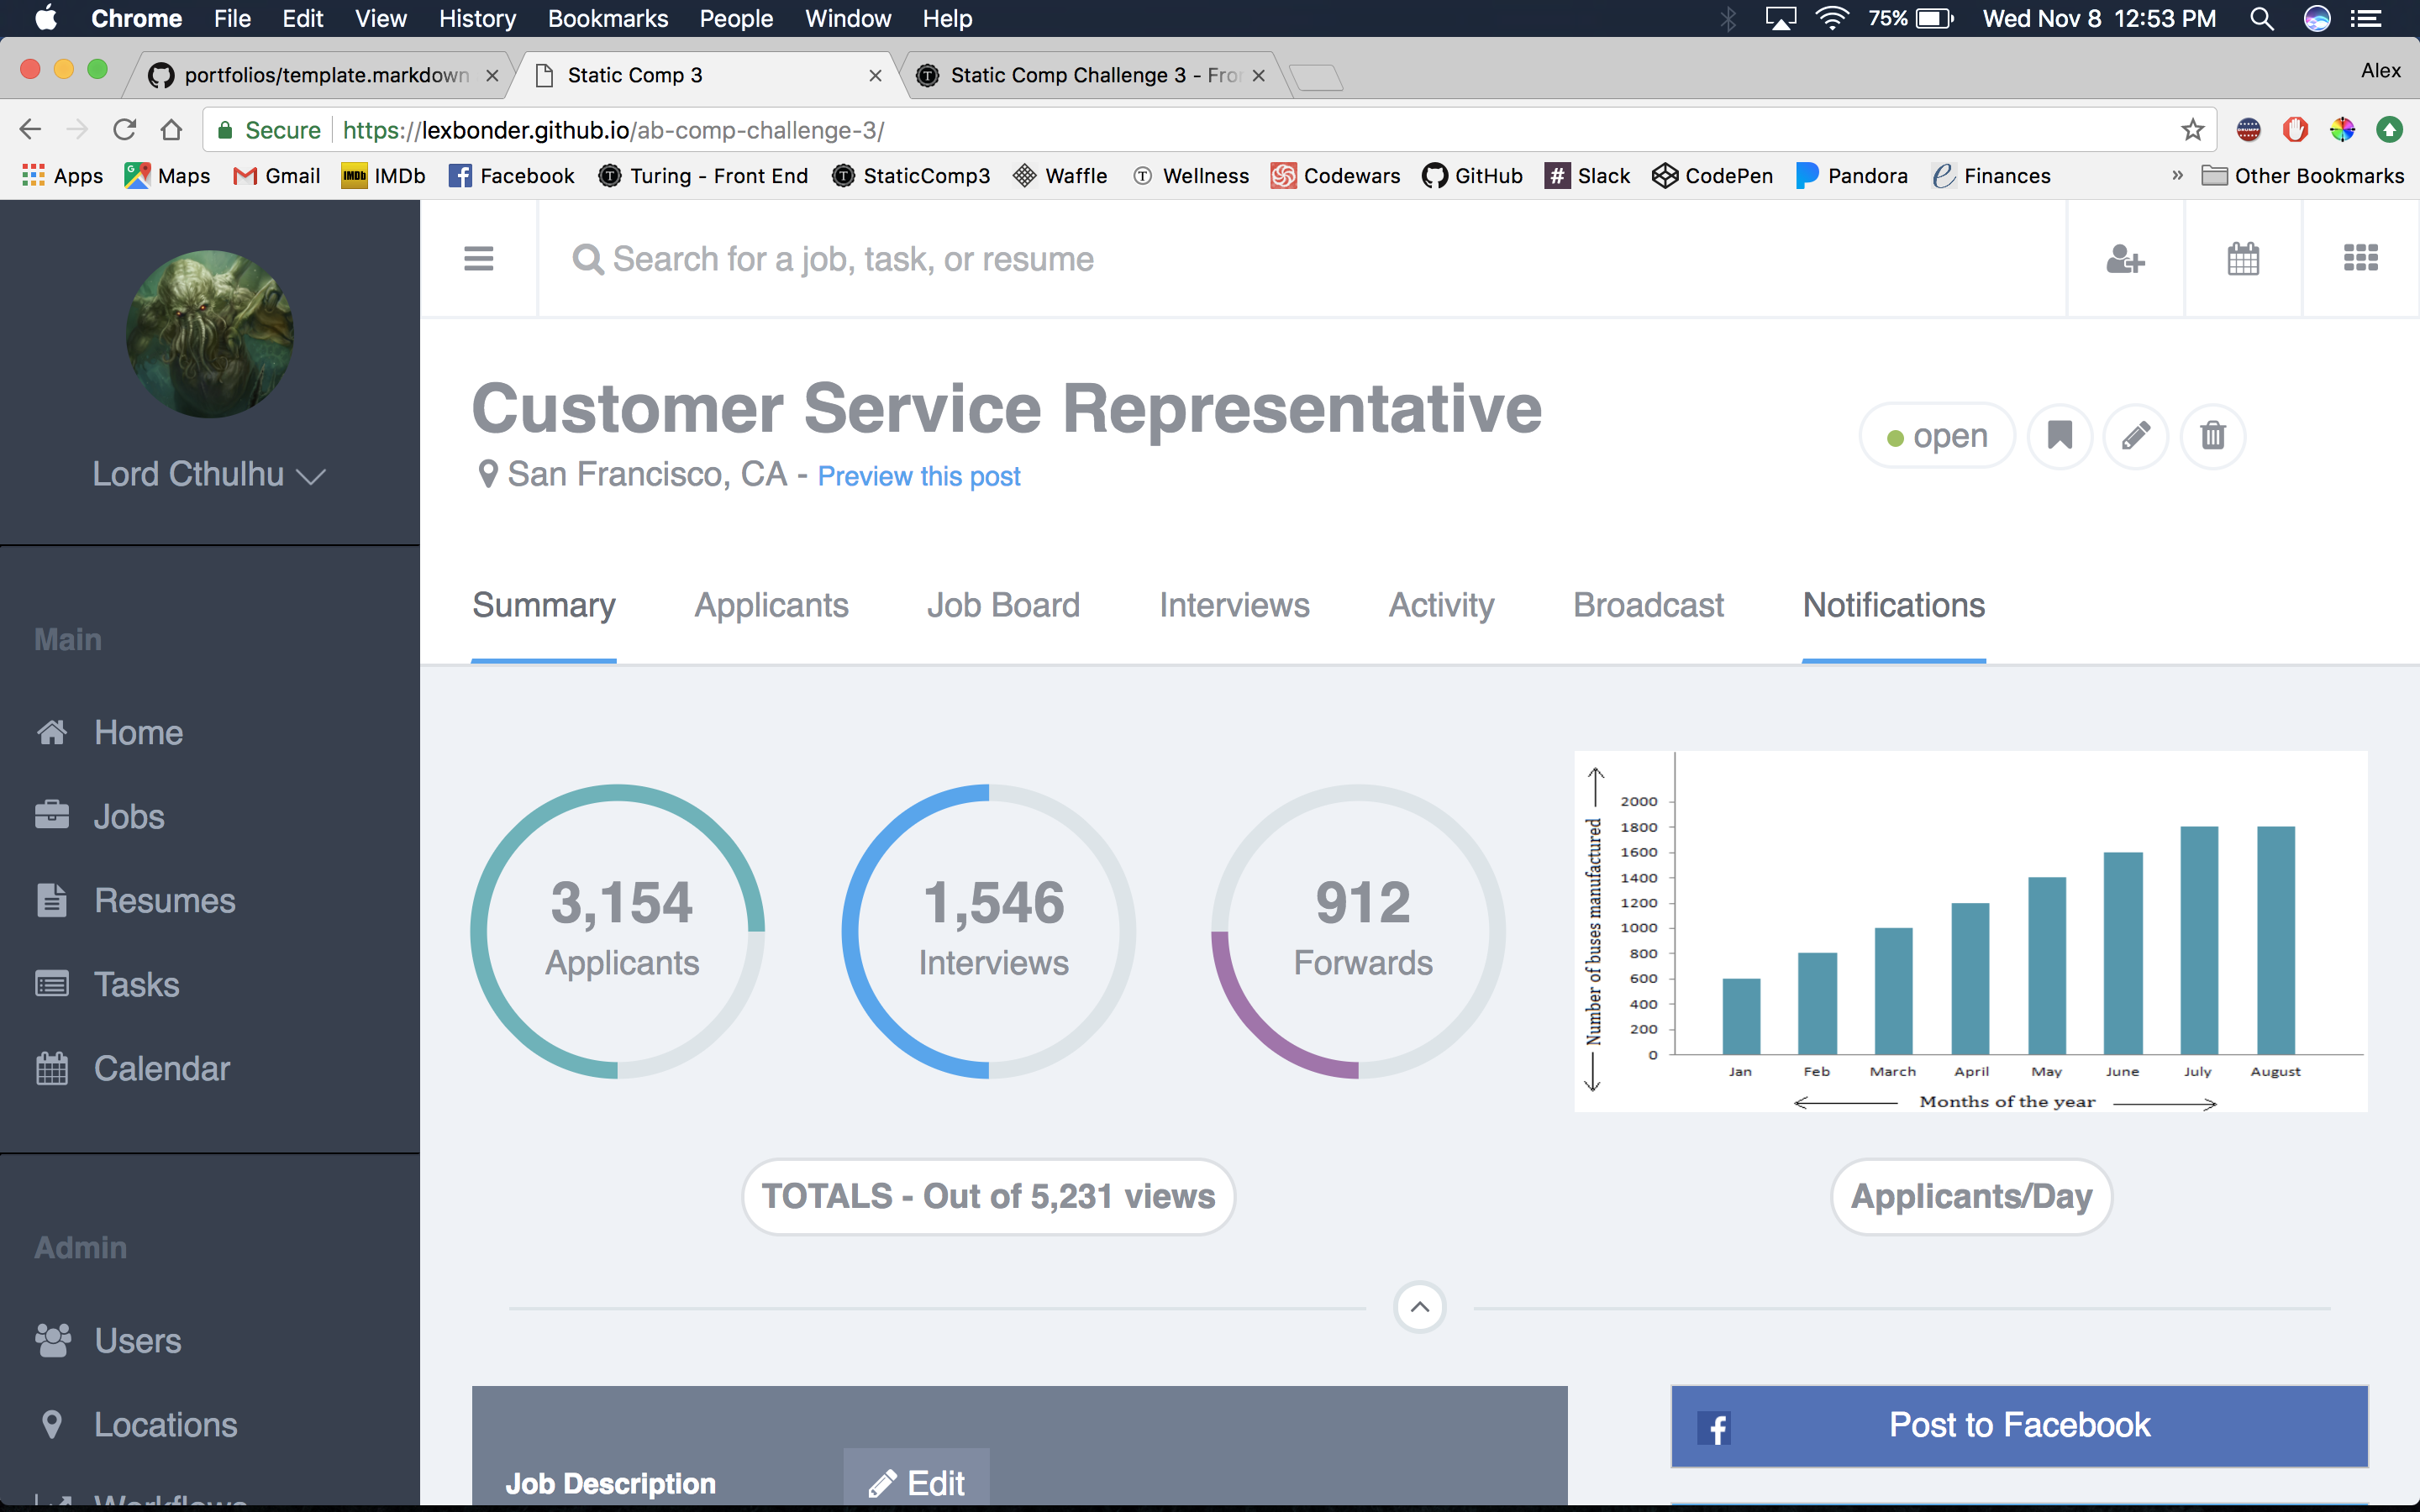 Chrome File Edit View History Bookmarks People Window Help 75% Wed Nov 8 12:53 PM
portfolios/template.markdown Static Comp 3 Static Comp Challenge 3 - Fro Alex
Secure https://lexbonder.github.io/ab-comp-challenge-3/
Apps Maps Gmail IMDb Facebook Turing - Front End StaticComp3 Waffle Wellness Codewars GitHub Slack CodePen Pandora Finances » Other Bookmarks
Search for a job, task, or resume
Lord Cthulhu
Customer Service Representative
San Francisco, CA - Preview this post
open
Summary Applicants Job Board Interviews Activity Broadcast Notifications
Main
Home
Jobs
Resumes
Tasks
Calendar
Admin
Users
Locations
Workflows
3,154
Applicants
1,546
Interviews
912
Forwards
TOTALS - Out of 5,231 views
Number of buses manufactured
2000
1800
1600
1400
1200
1000
800
600
400
200
0
Jan Feb March April May June July August
Months of the year
Applicants/Day
Job Description
Edit
Post to Facebook